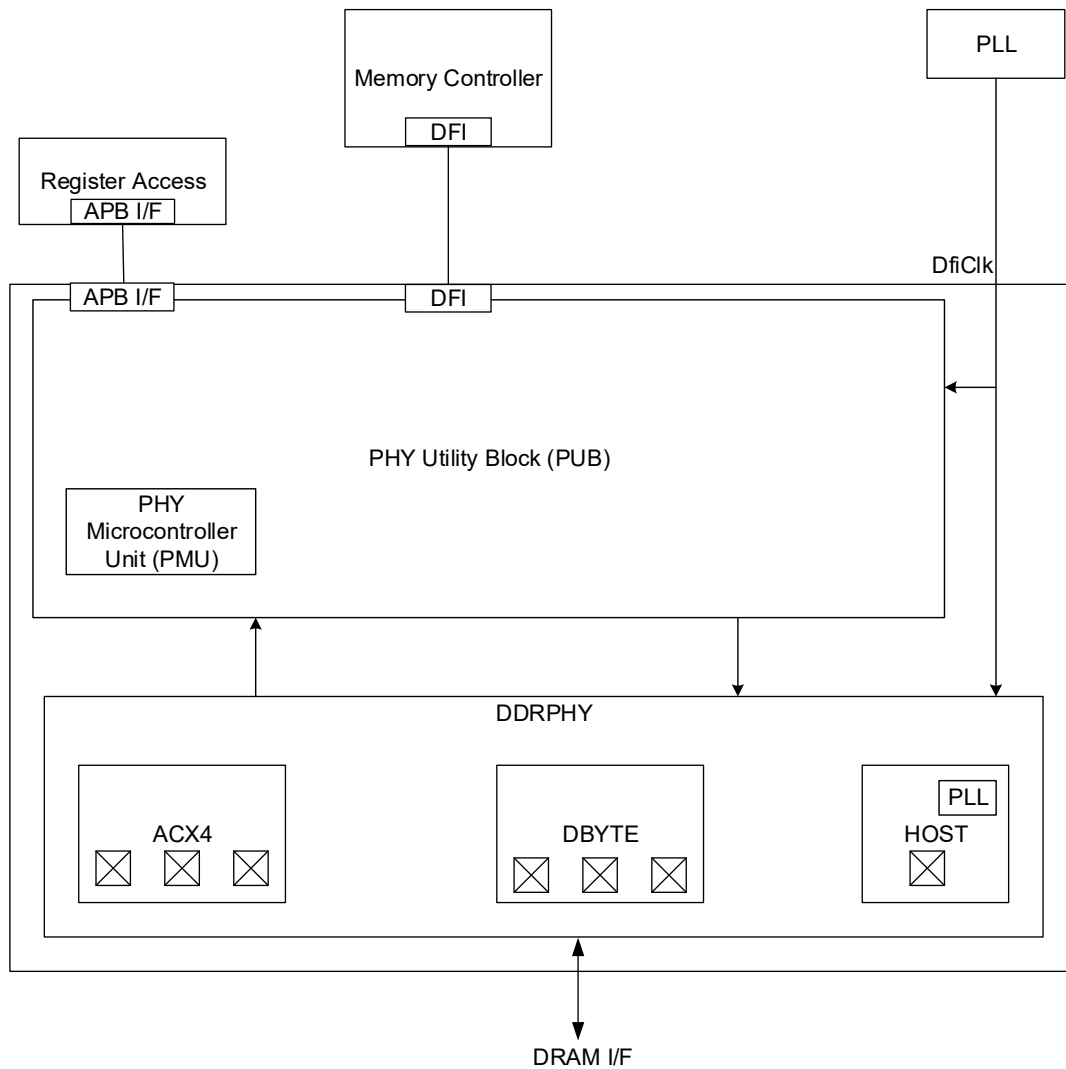 PLL
Memory Controller
DFI
Register Access
APB I/F
DfiClk
APB I/F
DFI
PHY Utility Block (PUB)
PHY
Microcontroller
Unit (PMU)
DDRPHY
PLL
ACX4
DBYTE
HOST
DRAM I/F